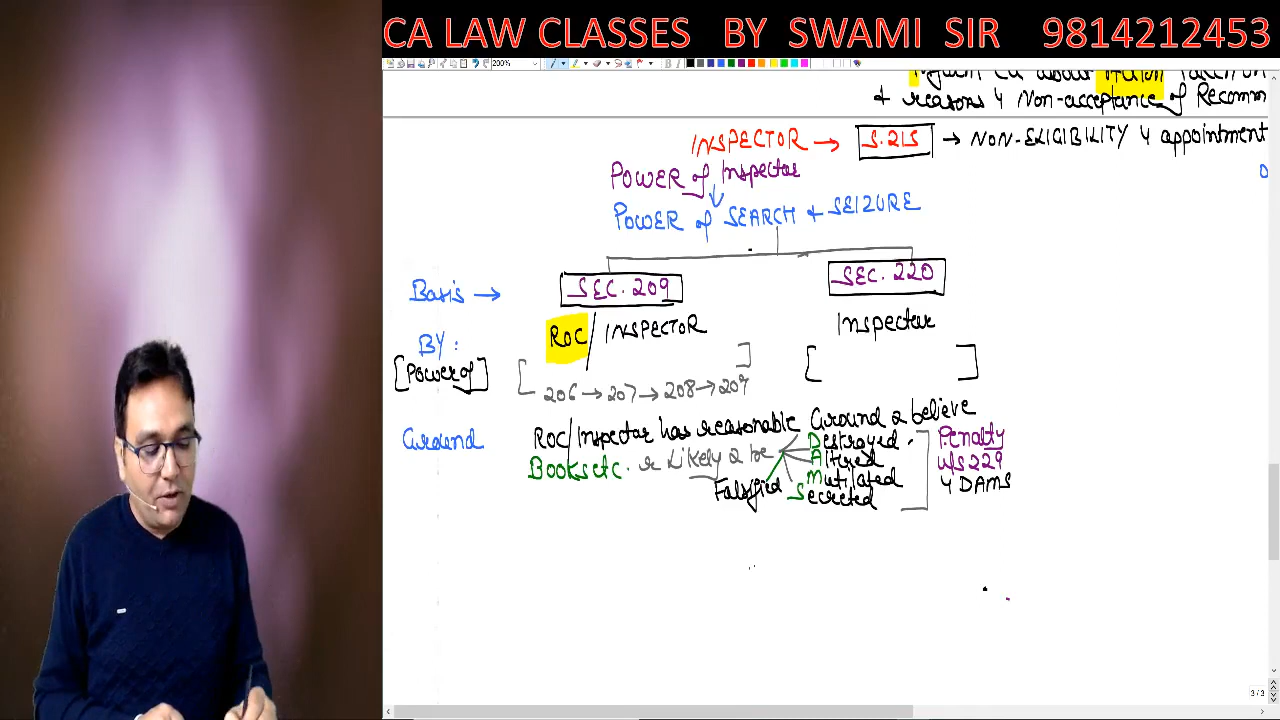 CA LAW CLASSES BY SWAMI SIR 9814212453
200%
& reasons 4 Non-acceptance of Recomm
INSPECTOR → S.215 → NON-ELIGIBILITY 4 appointment
POWER of Inspector
POWER of SEARCH & SEIZURE
Basis → SEC. 209 SEC. 220
BY: ROC / INSPECTOR Inspector
[Power of] [206 → 207 → 208 → 209] [ ]
Ground ROC/Inspector has reasonable Ground 2 believe
Books etc. r Likely 2 be Destroyed
Altered
Mutilated
Falsified Secreted
Penalty
u/s 229
4 DAMS
3 / 3